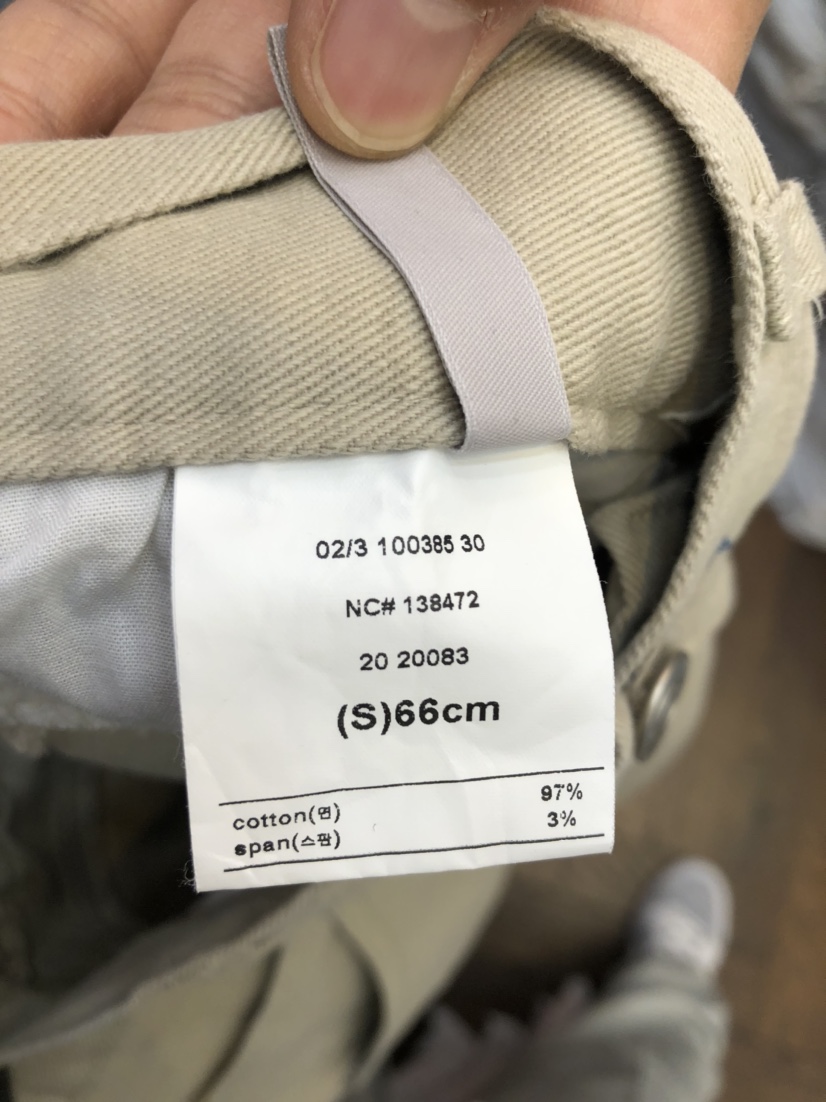 02/3 100385 30
NC# 138472
20 20083
(S)66cm
cotton(면) 97%
span(스판) 3%